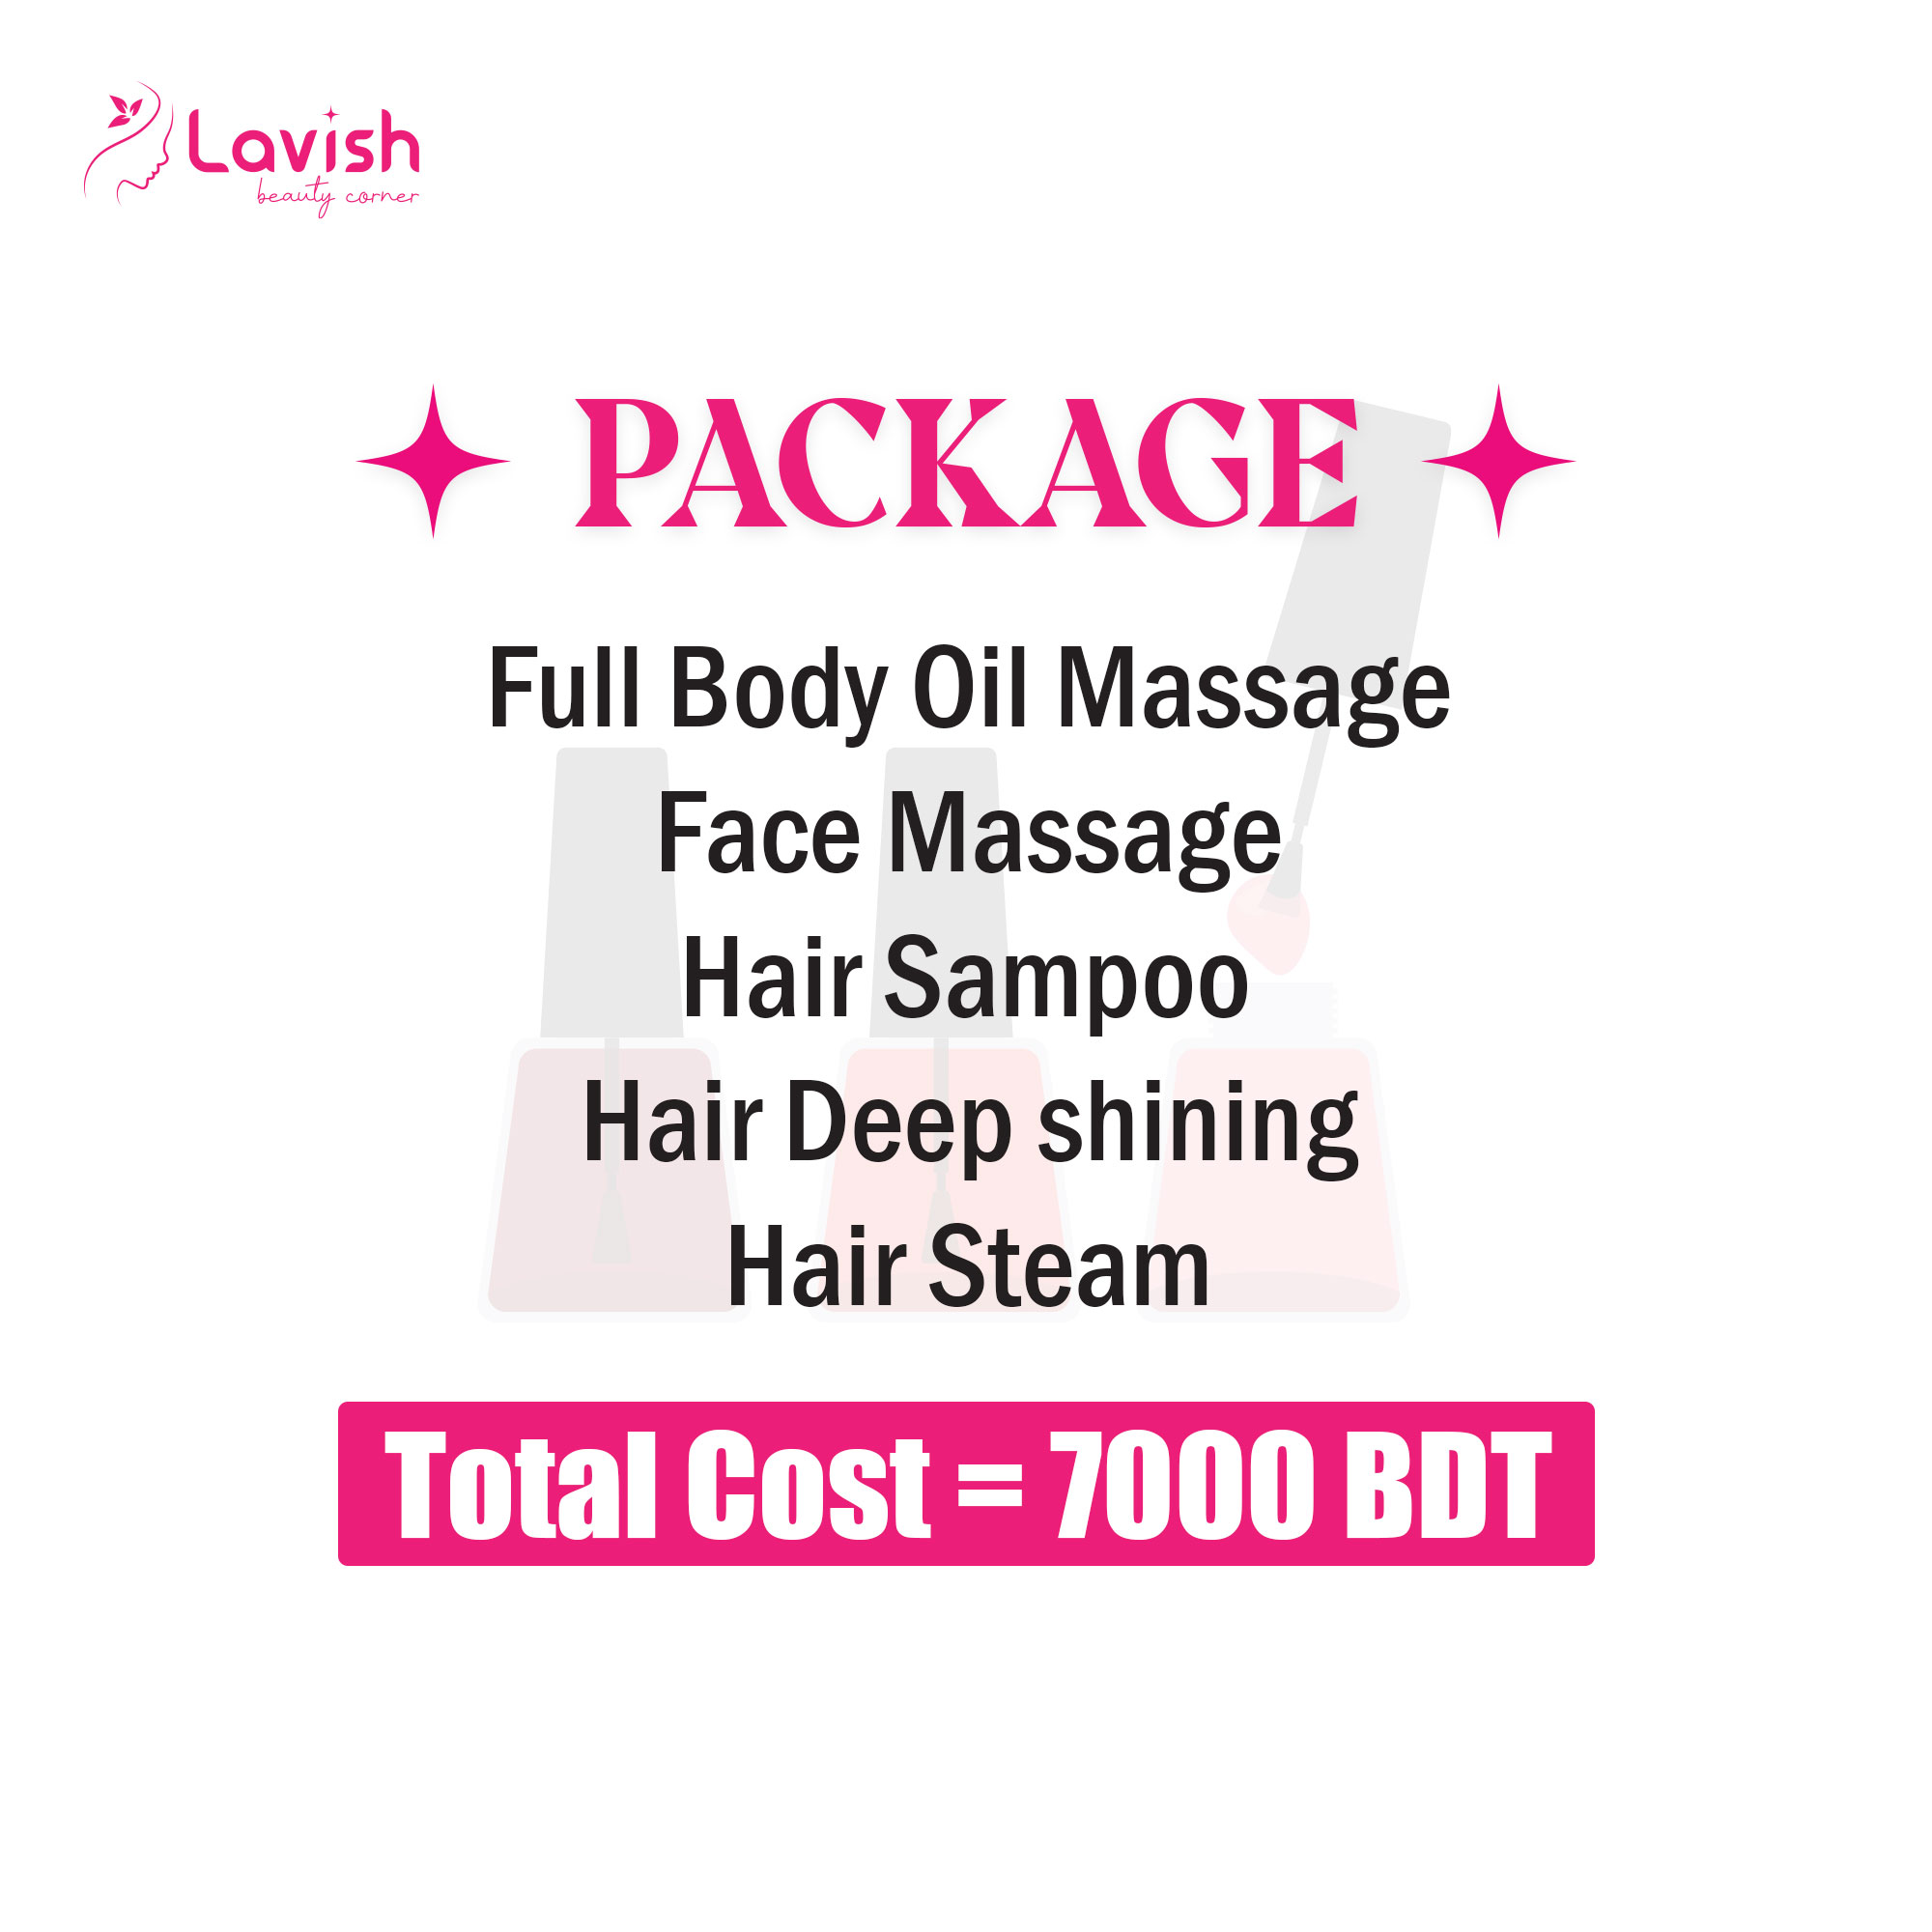 Lavish
beauty corner
PACKAGE
Full Body Oil Massage
Face Massage
Hair Sampoo
Hair Deep shining
Hair Steam
Total Cost = 7000 BDT